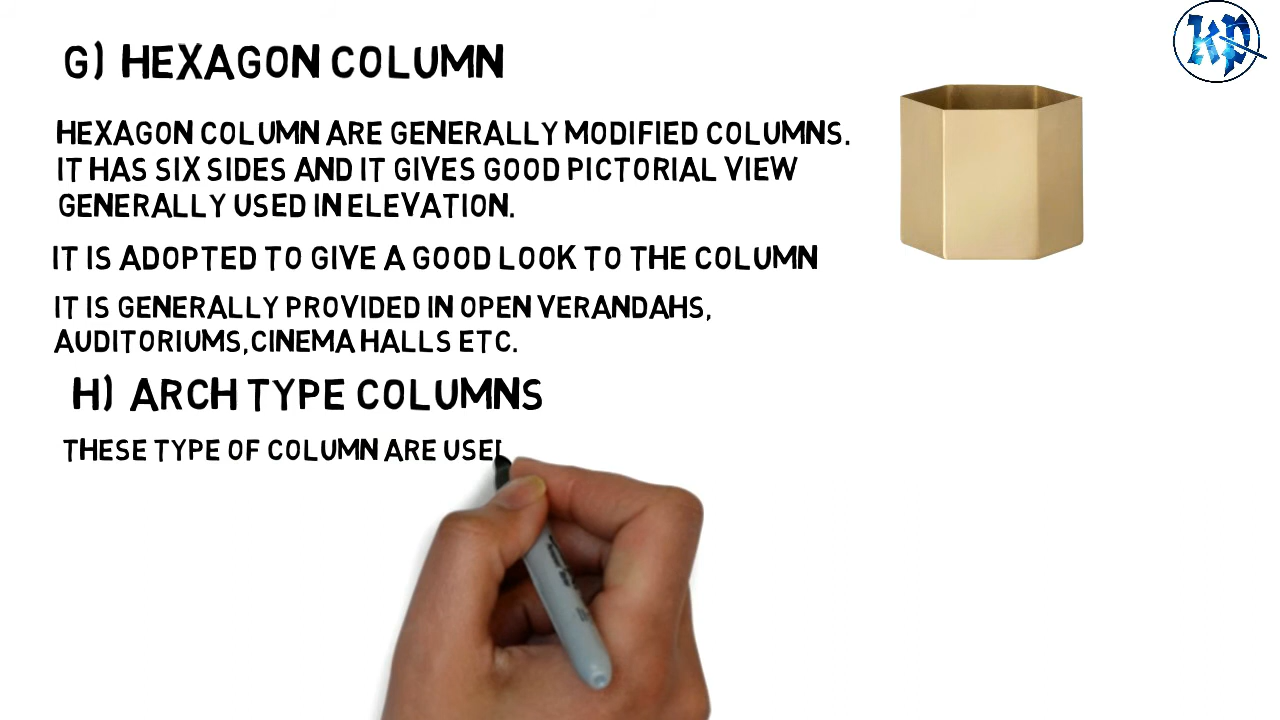 G) HEXAGON COLUMN
HEXAGON COLUMN ARE GENERALLY MODIFIED COLUMNS.
IT HAS SIX SIDES AND IT GIVES GOOD PICTORIAL VIEW
GENERALLY USED IN ELEVATION.
IT IS ADOPTED TO GIVE A GOOD LOOK TO THE COLUMN
IT IS GENERALLY PROVIDED IN OPEN VERANDAHS,
AUDITORIUMS,CINEMA HALLS ETC.
H) ARCH TYPE COLUMNS
THESE TYPE OF COLUMN ARE USE
KP